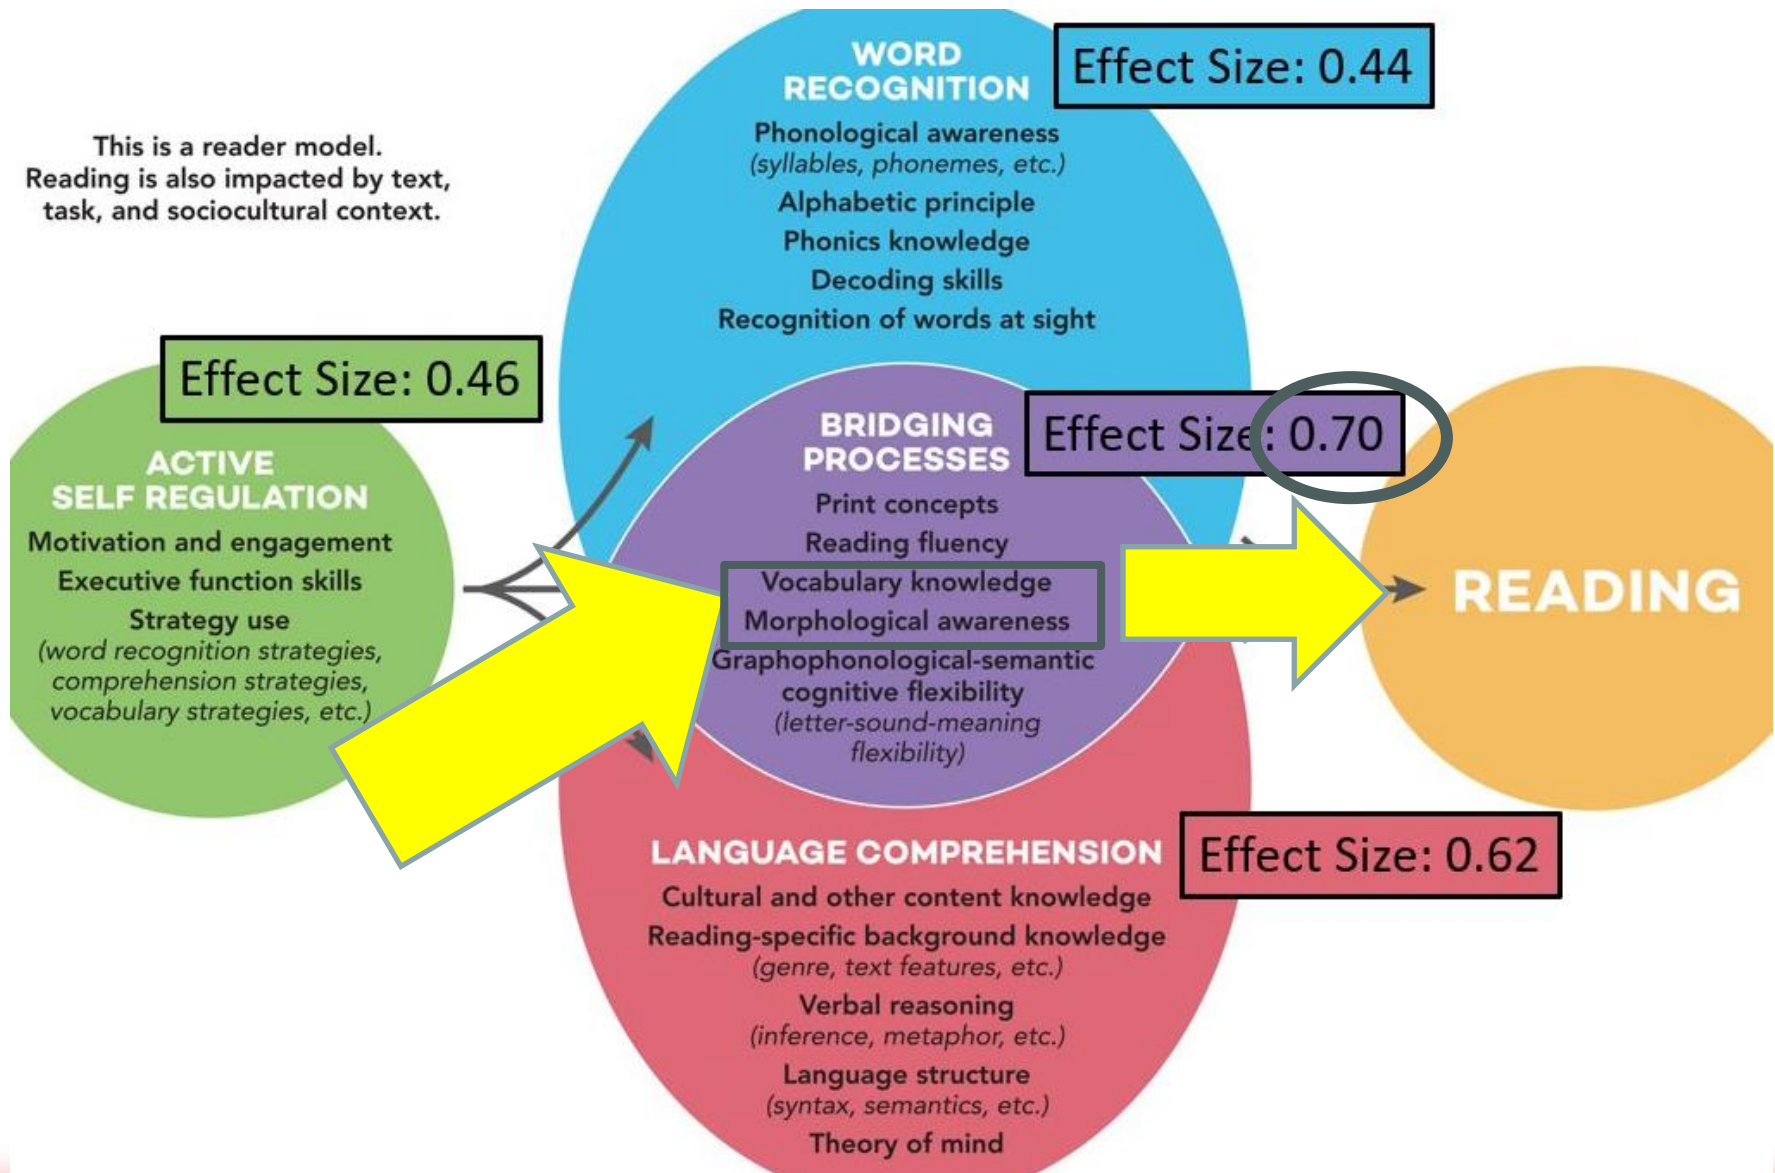 This is a reader model.
Reading is also impacted by text,
task, and sociocultural context.
WORD
RECOGNITION
Effect Size: 0.44
Phonological awareness
(syllables, phonemes, etc.)
Alphabetic principle
Phonics knowledge
Decoding skills
Recognition of words at sight
Effect Size: 0.46
ACTIVE
SELF REGULATION
Motivation and engagement
Executive function skills
Strategy use
(word recognition strategies,
comprehension strategies,
vocabulary strategies, etc.)
BRIDGING
PROCESSES
Effect Size: 0.70
Print concepts
Reading fluency
Vocabulary knowledge
Morphological awareness
Graphophonological-semantic
cognitive flexibility
(letter-sound-meaning
flexibility)
READING
LANGUAGE COMPREHENSION
Effect Size: 0.62
Cultural and other content knowledge
Reading-specific background knowledge
(genre, text features, etc.)
Verbal reasoning
(inference, metaphor, etc.)
Language structure
(syntax, semantics, etc.)
Theory of mind